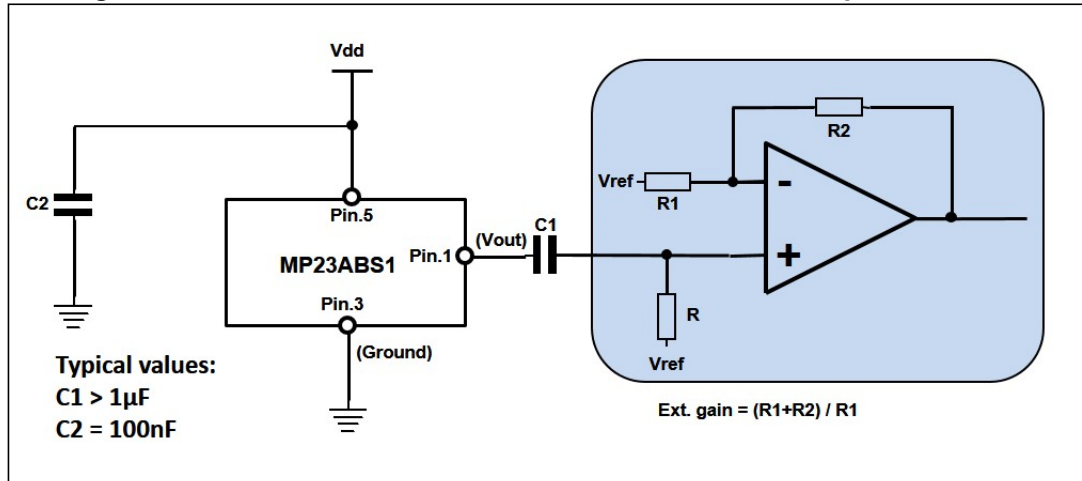 Vdd
C2
Pin.5
MP23ABS1
Pin.1
(Vout)
C1
Pin.3
(Ground)
Vref
R1
R2
-
+
R
Vref
Typical values:
C1 > 1µF
C2 = 100nF
Ext. gain = (R1+R2) / R1